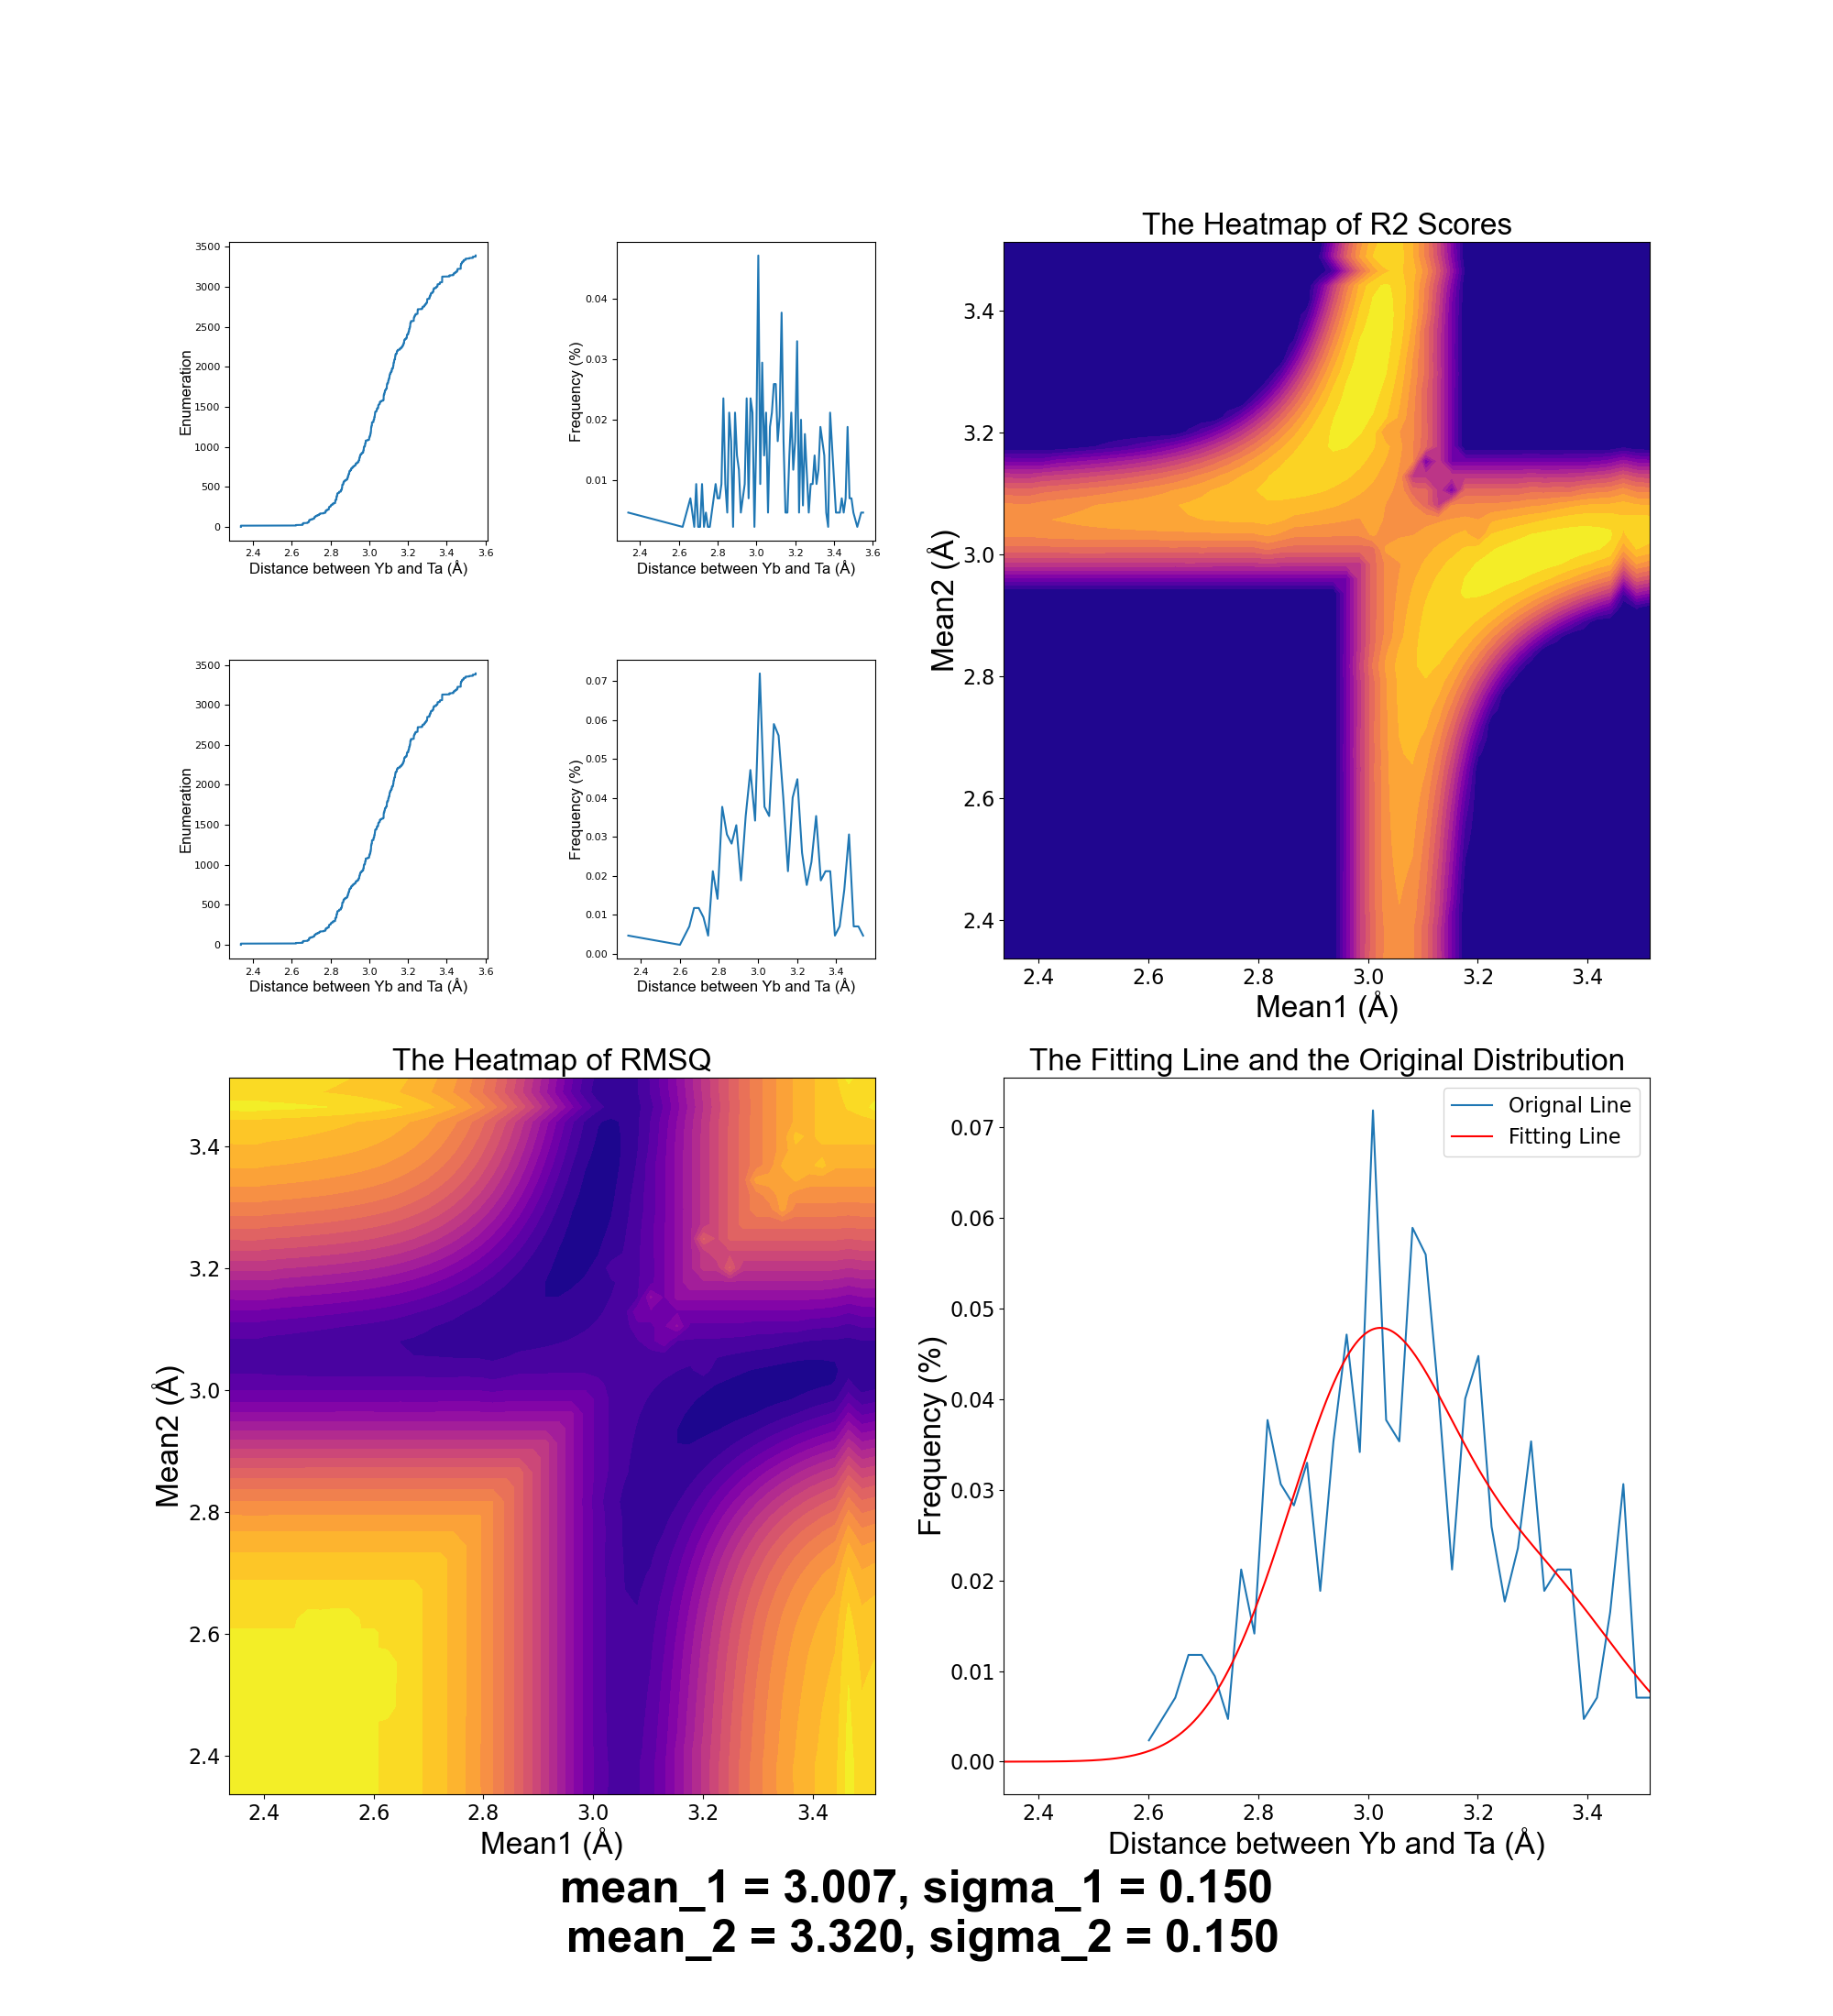 3500
3000
2500
2000
1500
1000
500
0
Enumeration
2.4 2.6 2.8 3.0 3.2 3.4 3.6
Distance between Yb and Ta (Å)
0.04
0.03
0.02
0.01
Frequency (%)
2.4 2.6 2.8 3.0 3.2 3.4 3.6
Distance between Yb and Ta (Å)
The Heatmap of R2 Scores
3.4
3.2
3.0
2.8
2.6
2.4
Mean2 (Å)
2.4 2.6 2.8 3.0 3.2 3.4
Mean1 (Å)
3500
3000
2500
2000
1500
1000
500
0
Enumeration
2.4 2.6 2.8 3.0 3.2 3.4 3.6
Distance between Yb and Ta (Å)
0.07
0.06
0.05
0.04
0.03
0.02
0.01
0.00
Frequency (%)
2.4 2.6 2.8 3.0 3.2 3.4
Distance between Yb and Ta (Å)
The Heatmap of RMSQ
3.4
3.2
3.0
2.8
2.6
2.4
Mean2 (Å)
2.4 2.6 2.8 3.0 3.2 3.4
Mean1 (Å)
The Fitting Line and the Original Distribution
Orignal Line
Fitting Line
0.07
0.06
0.05
0.04
0.03
0.02
0.01
0.00
Frequency (%)
2.4 2.6 2.8 3.0 3.2 3.4
Distance between Yb and Ta (Å)
mean_1 = 3.007, sigma_1 = 0.150
mean_2 = 3.320, sigma_2 = 0.150